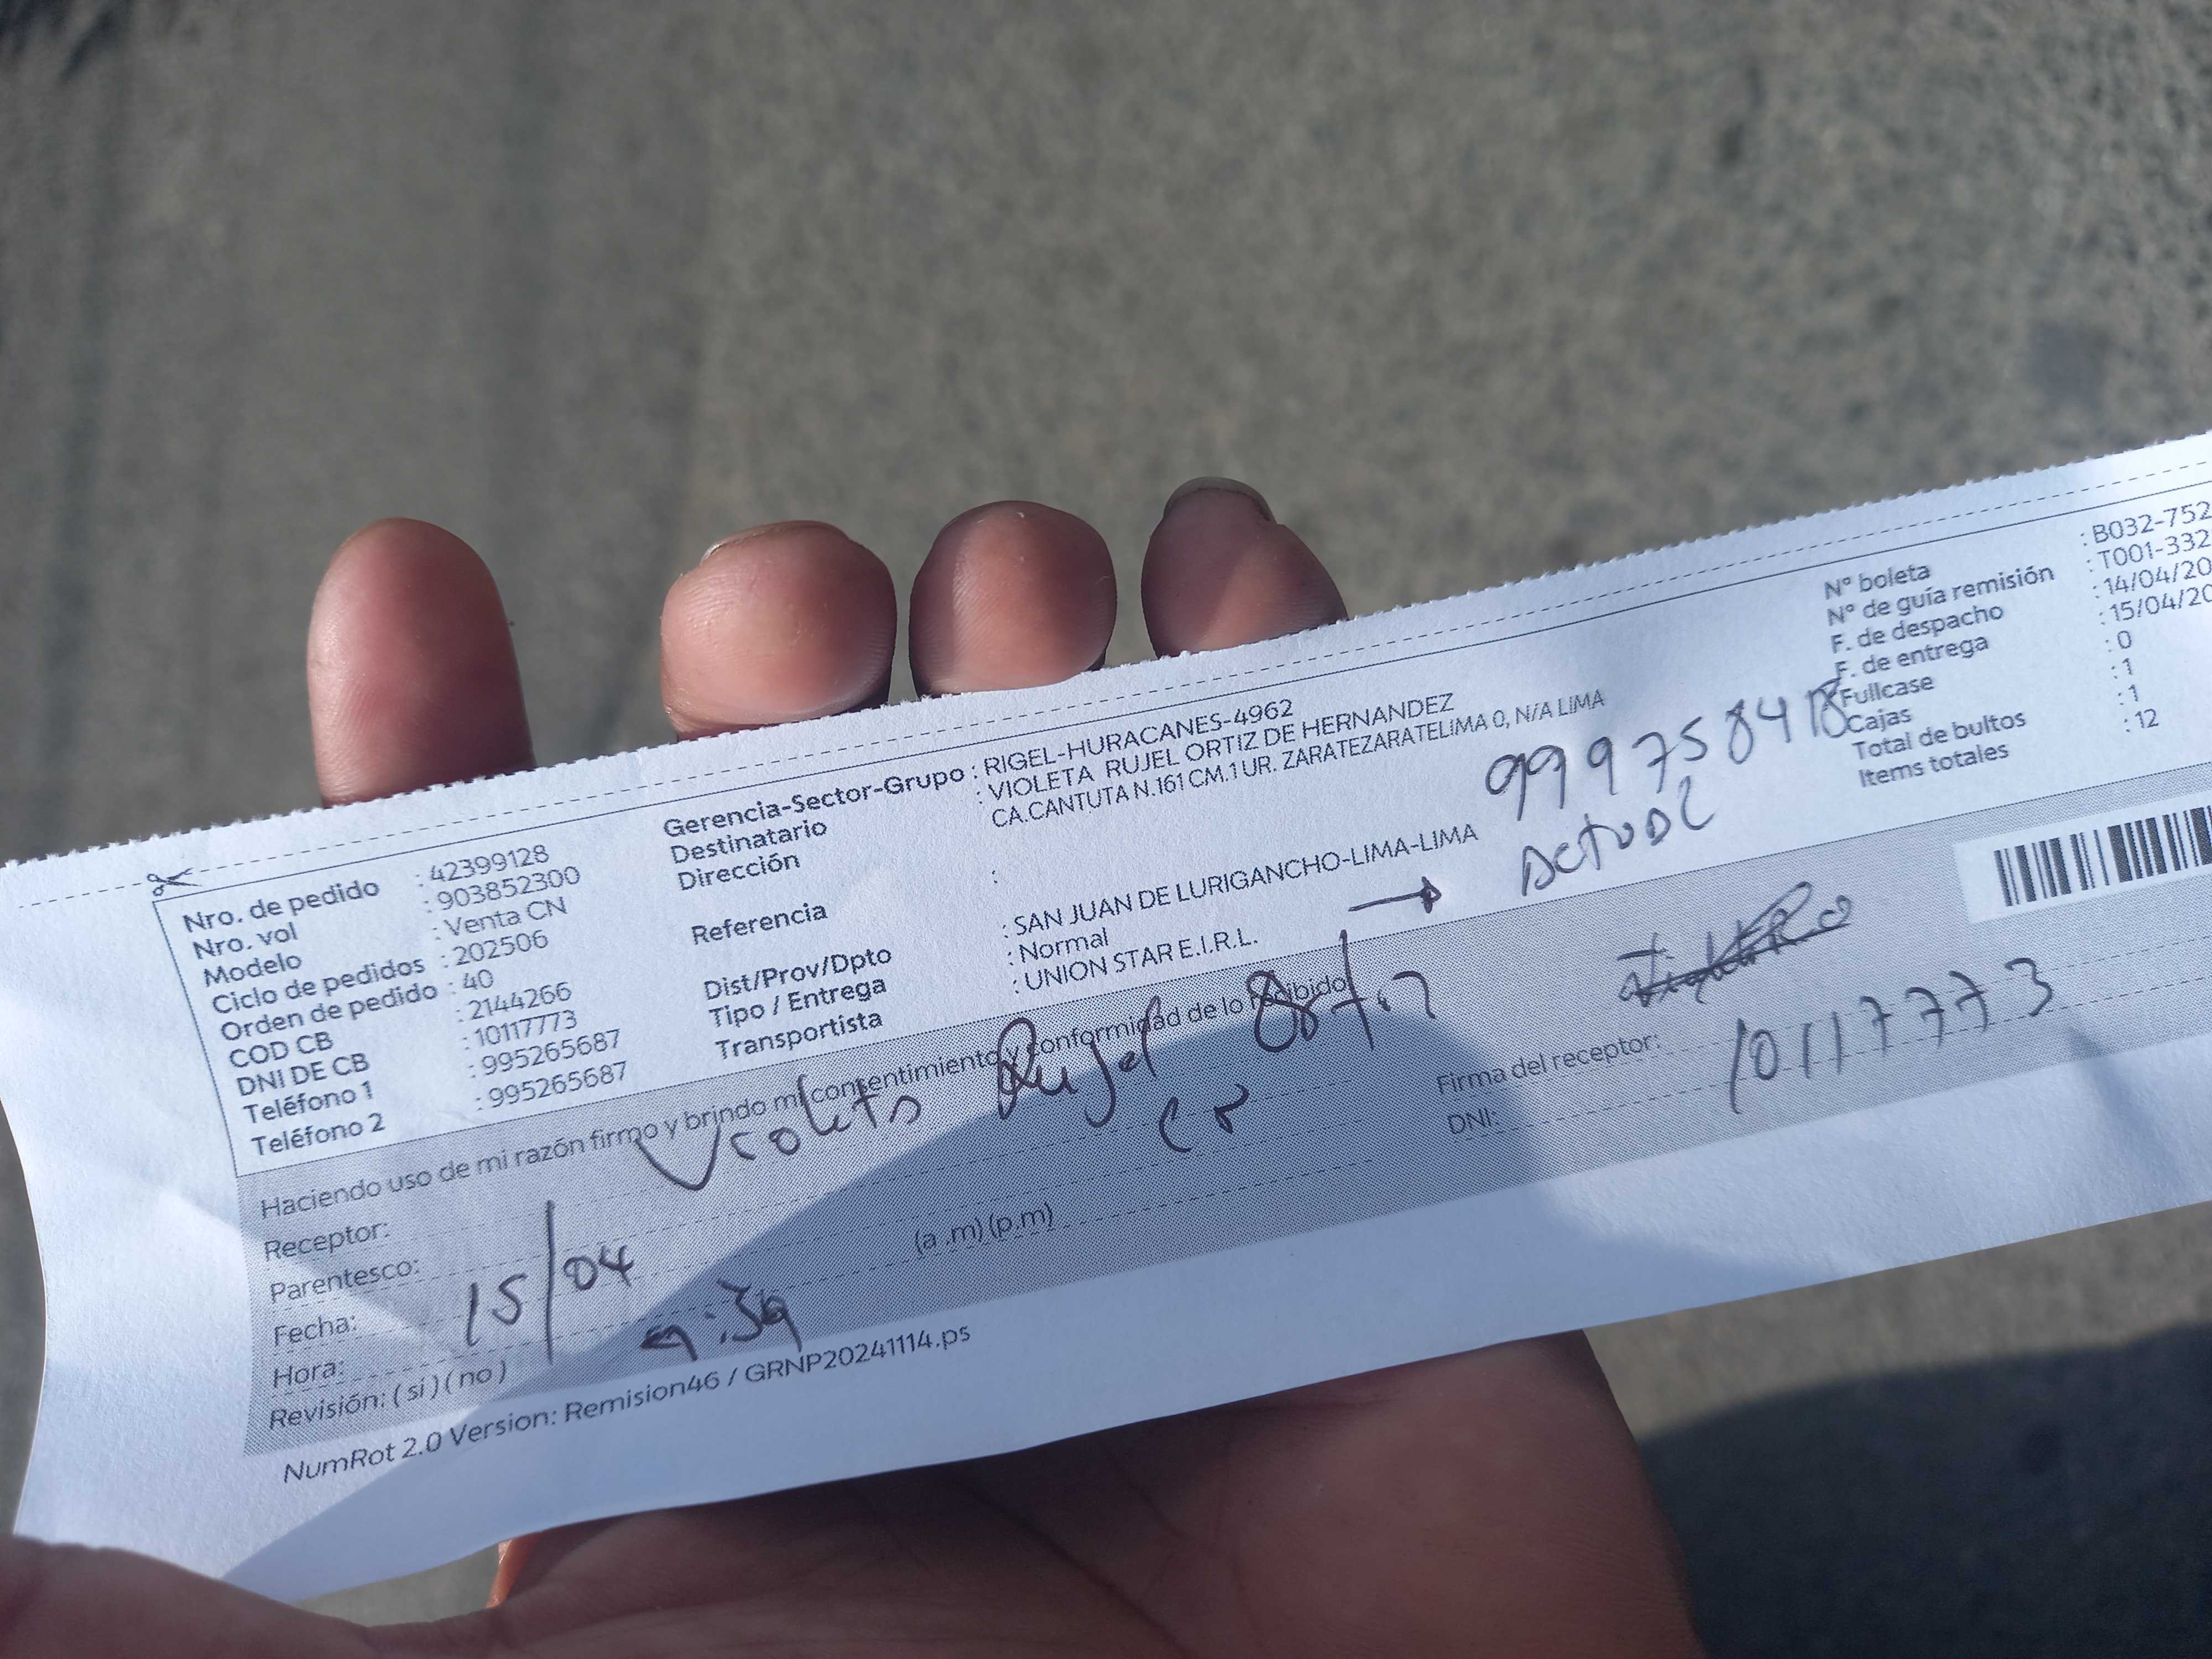 Nro. de pedido : 42399128
Nro. vol : 903852300
Modelo : Venta CN
Ciclo de pedidos : 202506
Orden de pedido : 40
COD CB : 2144266
DNI DE CB : 10117773
Teléfono 1 : 995265687
Teléfono 2 : 995265687
Gerencia-Sector-Grupo : RIGEL-HURACANES-4962
Destinatario : VIOLETA RUJEL ORTIZ DE HERNANDEZ
Dirección CA.CANTUTA N.161 CM.1 UR. ZARATEZARATELIMA 0, N/A LIMA
Referencia :
Dist/Prov/Dpto : SAN JUAN DE LURIGANCHO-LIMA-LIMA
Tipo / Entrega : Normal
Transportista : UNION STAR E.I.R.L.
999758418
→ Actual
N° boleta : B032-752
N° de guía remisión : T001-332
F. de despacho : 14/04/20
F. de entrega : 15/04/20
Fullcase : 0
Cajas : 1
Total de bultos : 1
Items totales : 12
Haciendo uso de mi razón firmo y brindo mi consentimiento y conformidad de lo recibido
Receptor: Violeta Rujel Ortiz
Parentesco:
Fecha: 15/04
Hora: (a .m) (p.m)
Revisión: ( si ) ( no )
Firma del receptor:
DNI: 10117773
NumRot 2.0 Version: Remision46 / GRNP20241114.ps